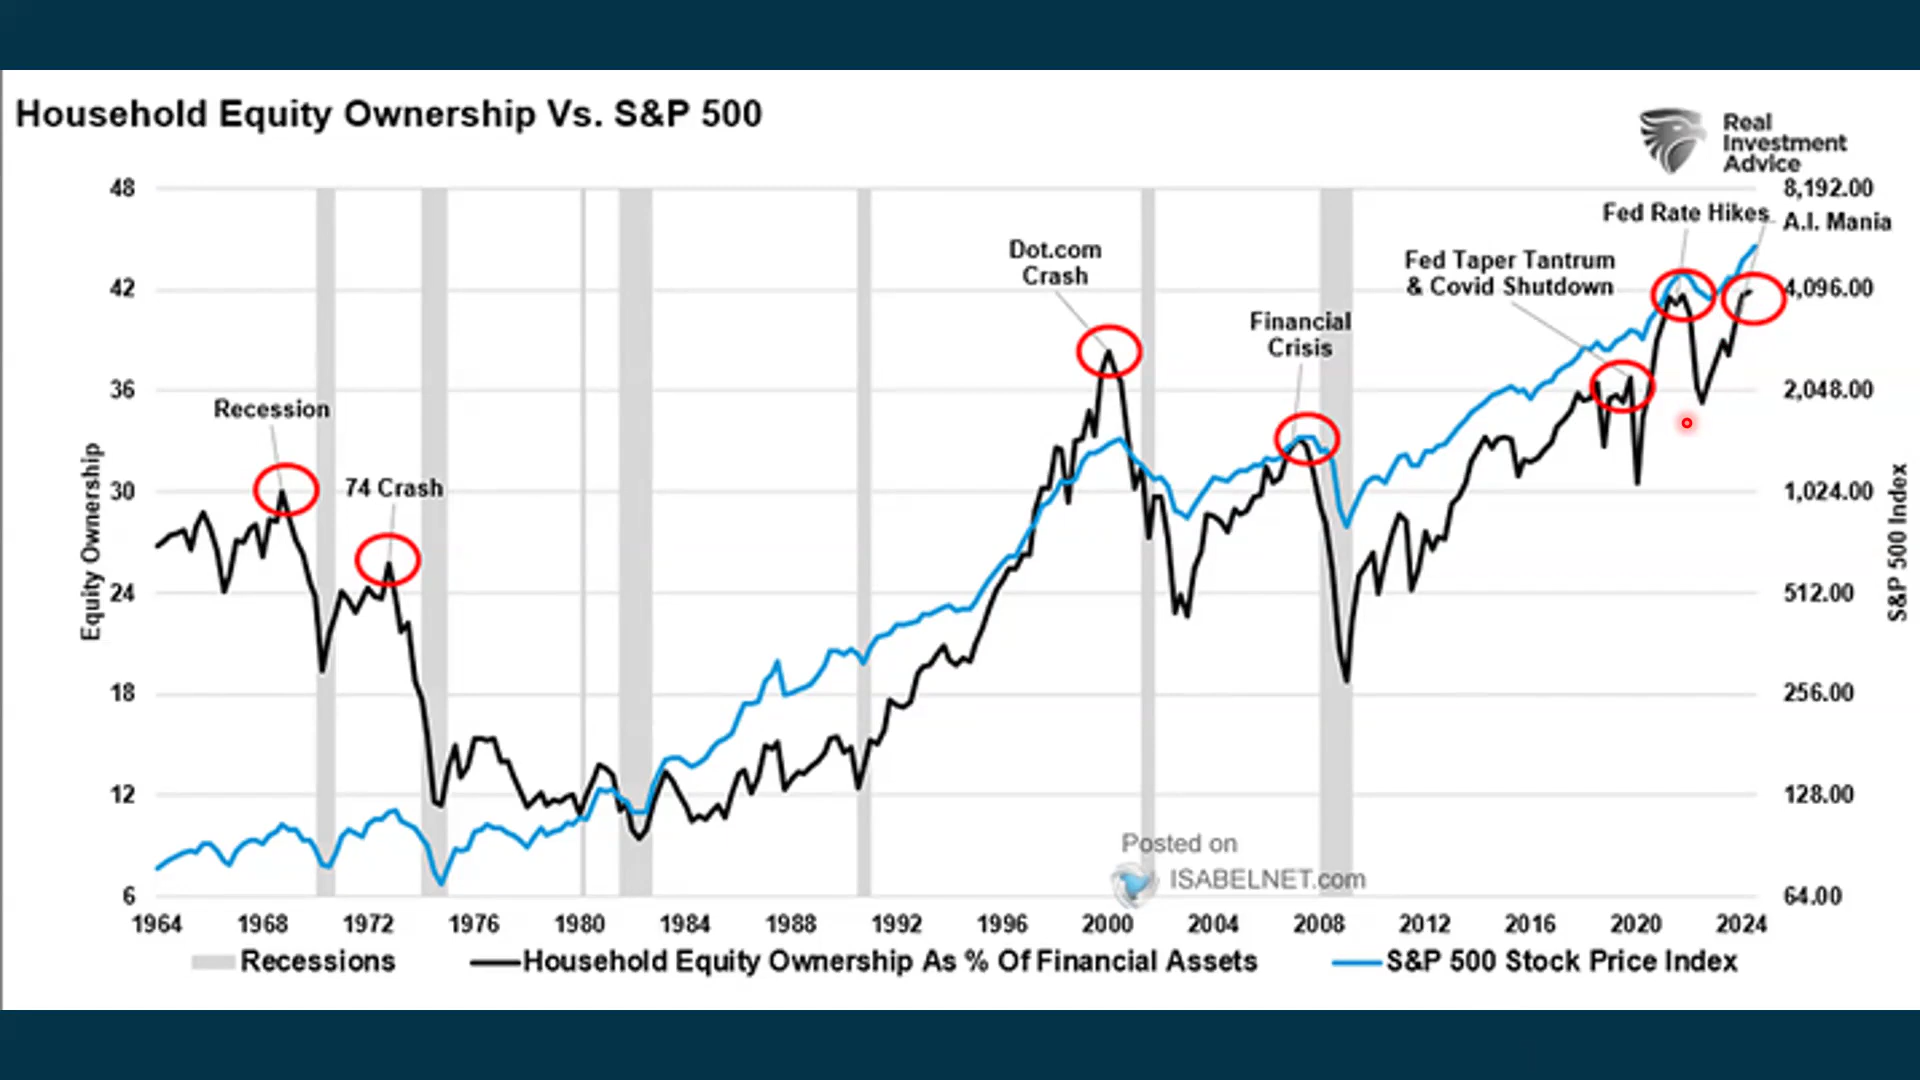 Household Equity Ownership Vs. S&P 500
Real
Investment
Advice
48
42
36
30
24
18
12
6
Equity Ownership
8,192.00
4,096.00
2,048.00
1,024.00
512.00
256.00
128.00
64.00
S&P 500 Index
Recession
74 Crash
Dot.com
Crash
Financial
Crisis
Fed Taper Tantrum
& Covid Shutdown
Fed Rate Hikes
A.I. Mania
Posted on
ISABELNET.com
1964 1968 1972 1976 1980 1984 1988 1992 1996 2000 2004 2008 2012 2016 2020 2024
Recessions Household Equity Ownership As % Of Financial Assets S&P 500 Stock Price Index